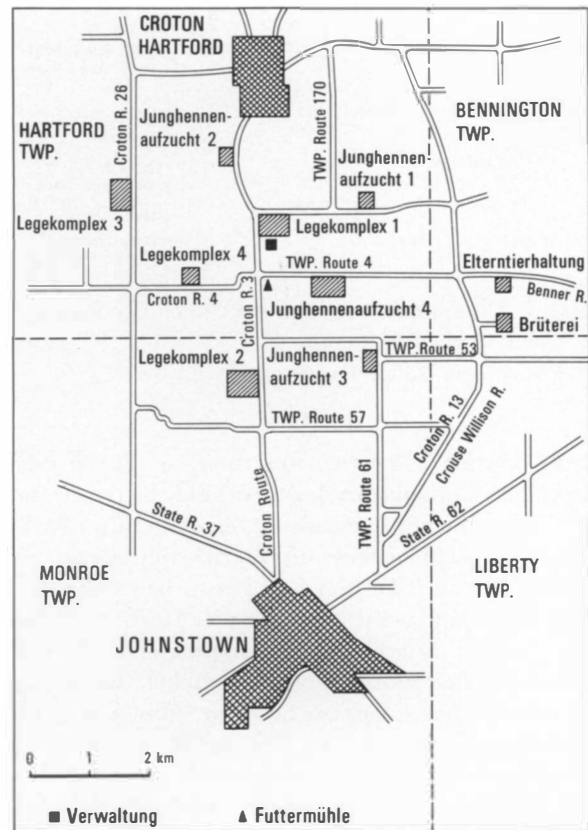 CROTON
HARTFORD
Croton R. 26
TWP. Route 170
BENNINGTON
TWP.
HARTFORD
TWP.
Junghennen-
aufzucht 2
Junghennen-
aufzucht 1
Legekomplex 3
Legekomplex 1
Legekomplex 4
TWP. Route 4
Elterntierhaltung
Croton R. 4
Croton R. 3
Benner R.
Junghennenaufzucht 4
Brüterei
Legekomplex 2
Junghennen-
aufzucht 3
TWP. Route 53
TWP. Route 57
Croton R. 13
Crouse Willison R.
Croton Route
TWP. Route 61
State R. 37
State R. 62
MONROE
TWP.
LIBERTY
TWP.
JOHNSTOWN
0 1 2 km
■ Verwaltung ▲ Futtermühle